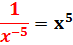 1/x⁻⁵ = x⁵